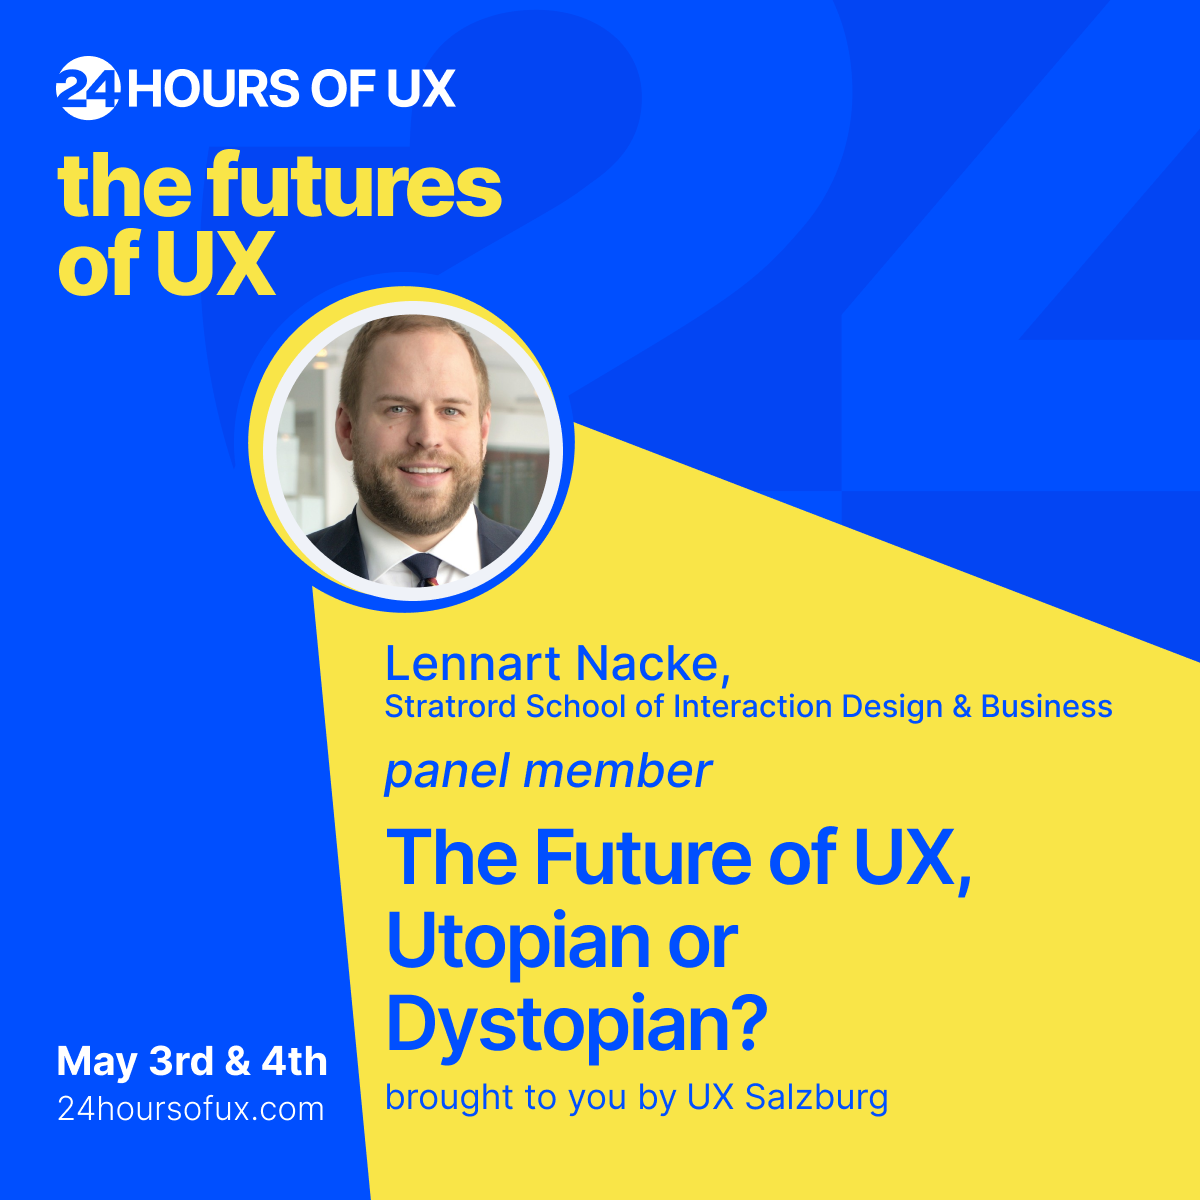 24 HOURS OF UX
the futures
of UX
Lennart Nacke,
Stratrord School of Interaction Design & Business
panel member
The Future of UX,
Utopian or
Dystopian?
brought to you by UX Salzburg
May 3rd & 4th
24hoursofux.com